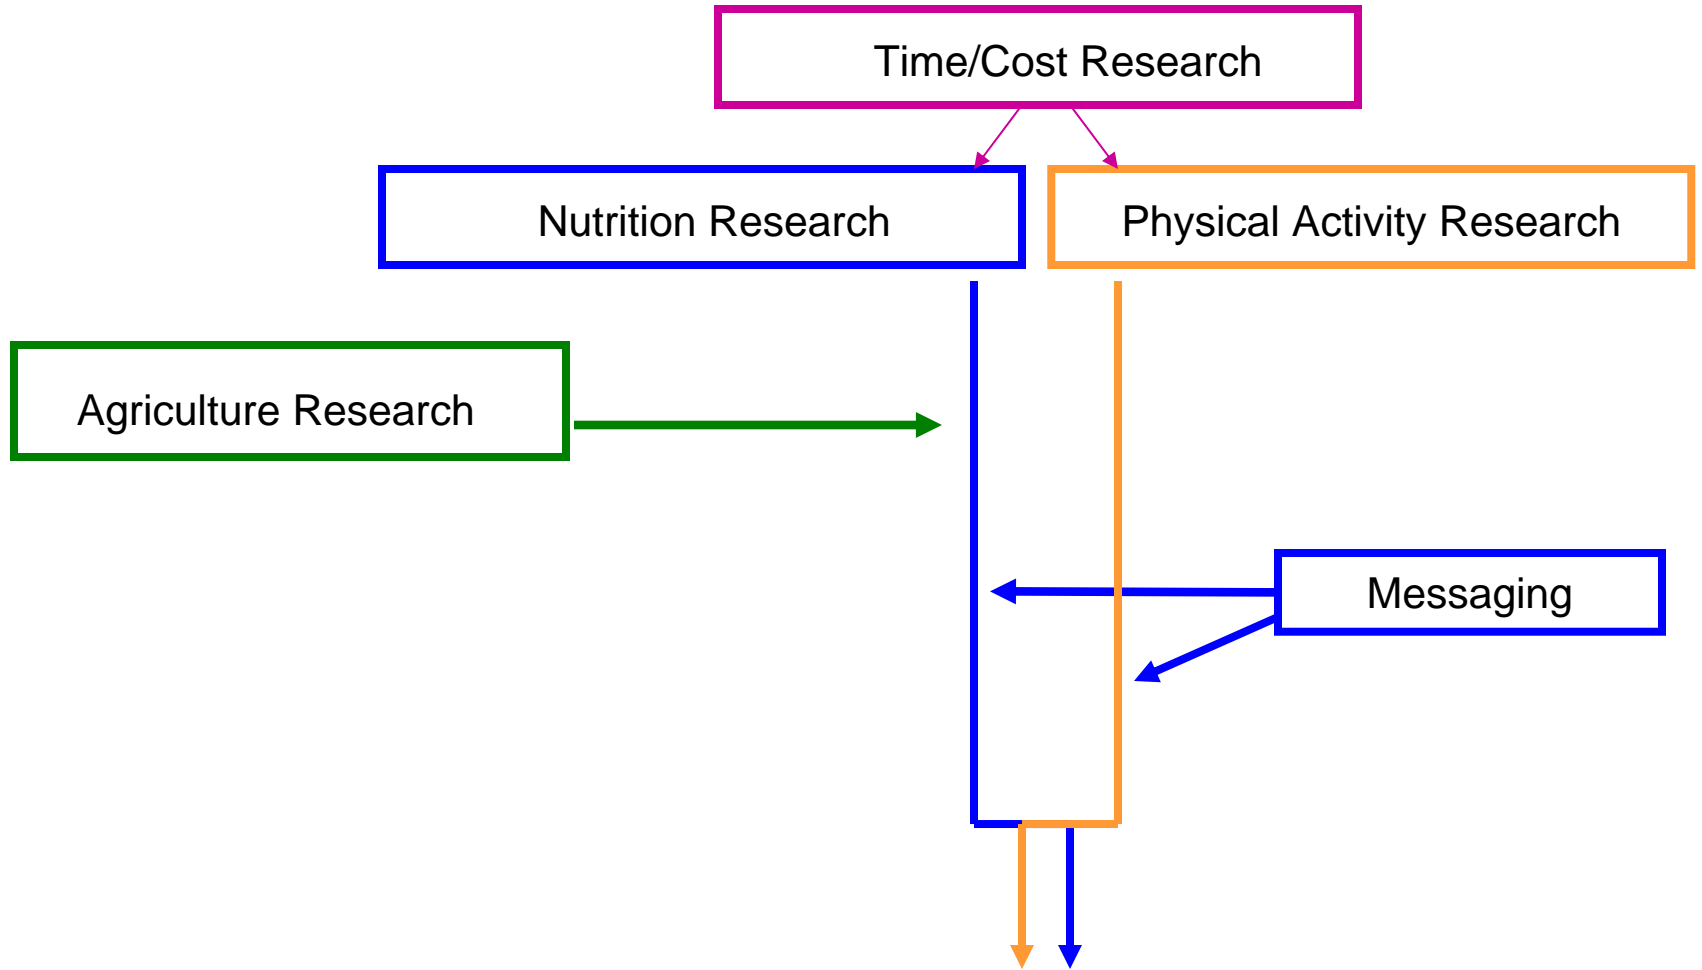 Time/Cost Research
Nutrition Research
Physical Activity Research
Agriculture Research
Messaging